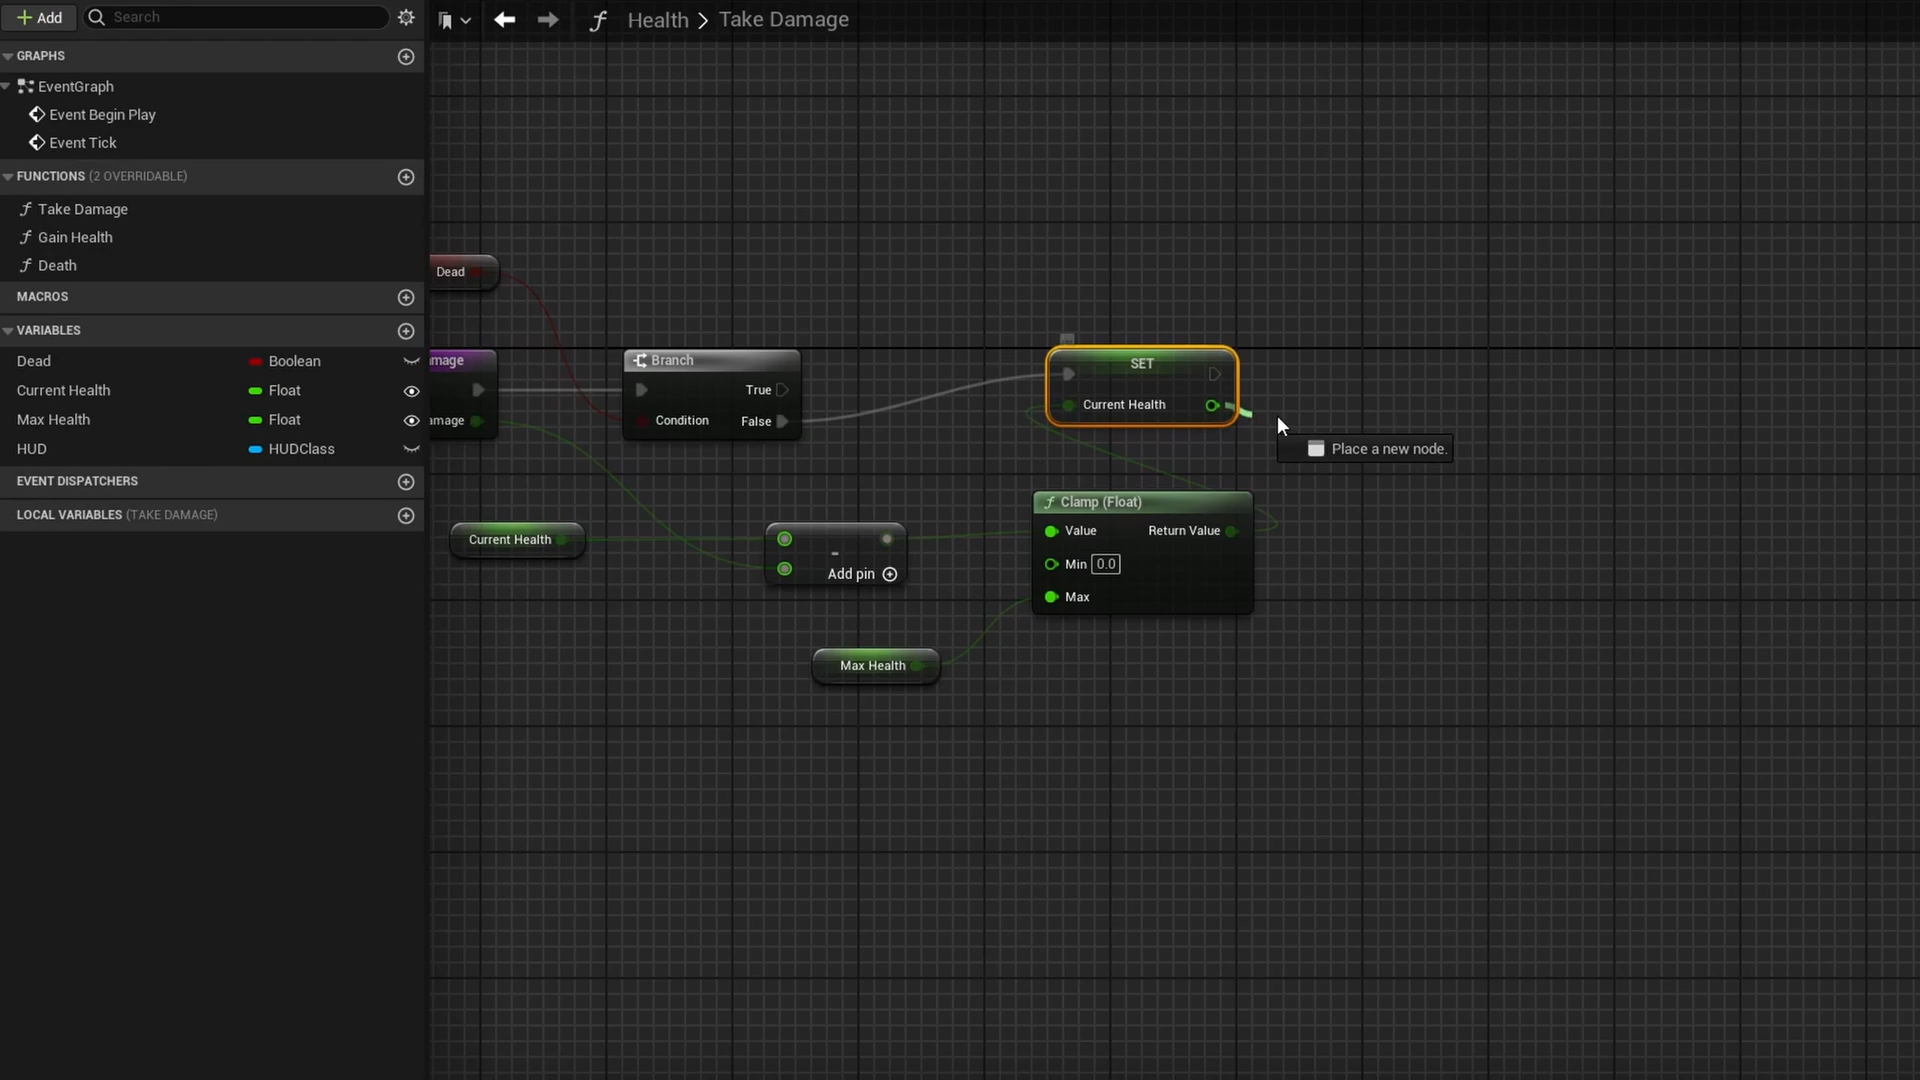 Add
Search
Health > Take Damage
GRAPHS
EventGraph
Event Begin Play
Event Tick
FUNCTIONS (2 OVERRIDABLE)
Take Damage
Gain Health
Death
MACROS
VARIABLES
Dead Boolean
Current Health Float
Max Health Float
HUD HUDClass
EVENT DISPATCHERS
LOCAL VARIABLES (TAKE DAMAGE)
Dead
mage
amage
Branch
True
Condition
False
SET
Current Health
Place a new node.
Current Health
-
Add pin
Clamp (Float)
Value Return Value
Min 0.0
Max
Max Health